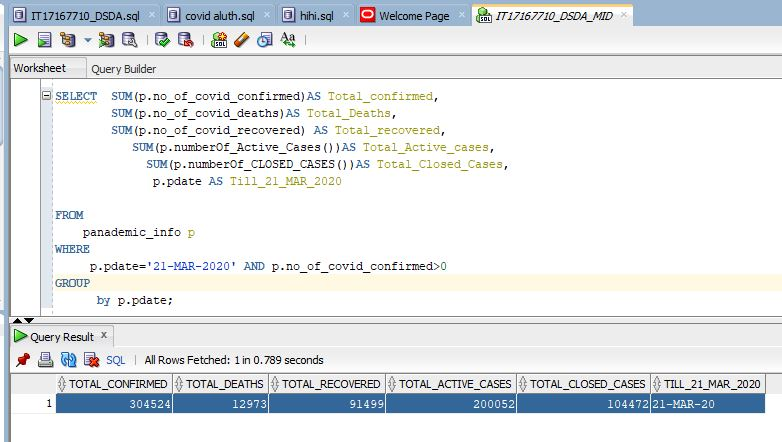 IT17167710_DSDA.sql × covid aluth.sql × hihi.sql × Welcome Page × IT17167710_DSDA_MID ×
Worksheet Query Builder
SELECT SUM(p.no_of_covid_confirmed)AS Total_confirmed,
SUM(p.no_of_covid_deaths)AS Total_Deaths,
SUM(p.no_of_covid_recovered) AS Total_recovered,
SUM(p.numberOf_Active_Cases())AS Total_Active_cases,
SUM(p.numberOf_CLOSED_CASES())AS Total_Closed_Cases,
p.pdate AS Till_21_MAR_2020
FROM
panademic_info p
WHERE
p.pdate='21-MAR-2020' AND p.no_of_covid_confirmed>0
GROUP
by p.pdate;
Query Result ×
SQL | All Rows Fetched: 1 in 0.789 seconds
TOTAL_CONFIRMED TOTAL_DEATHS TOTAL_RECOVERED TOTAL_ACTIVE_CASES TOTAL_CLOSED_CASES TILL_21_MAR_2020
1 304524 12973 91499 200052 104472 21-MAR-20